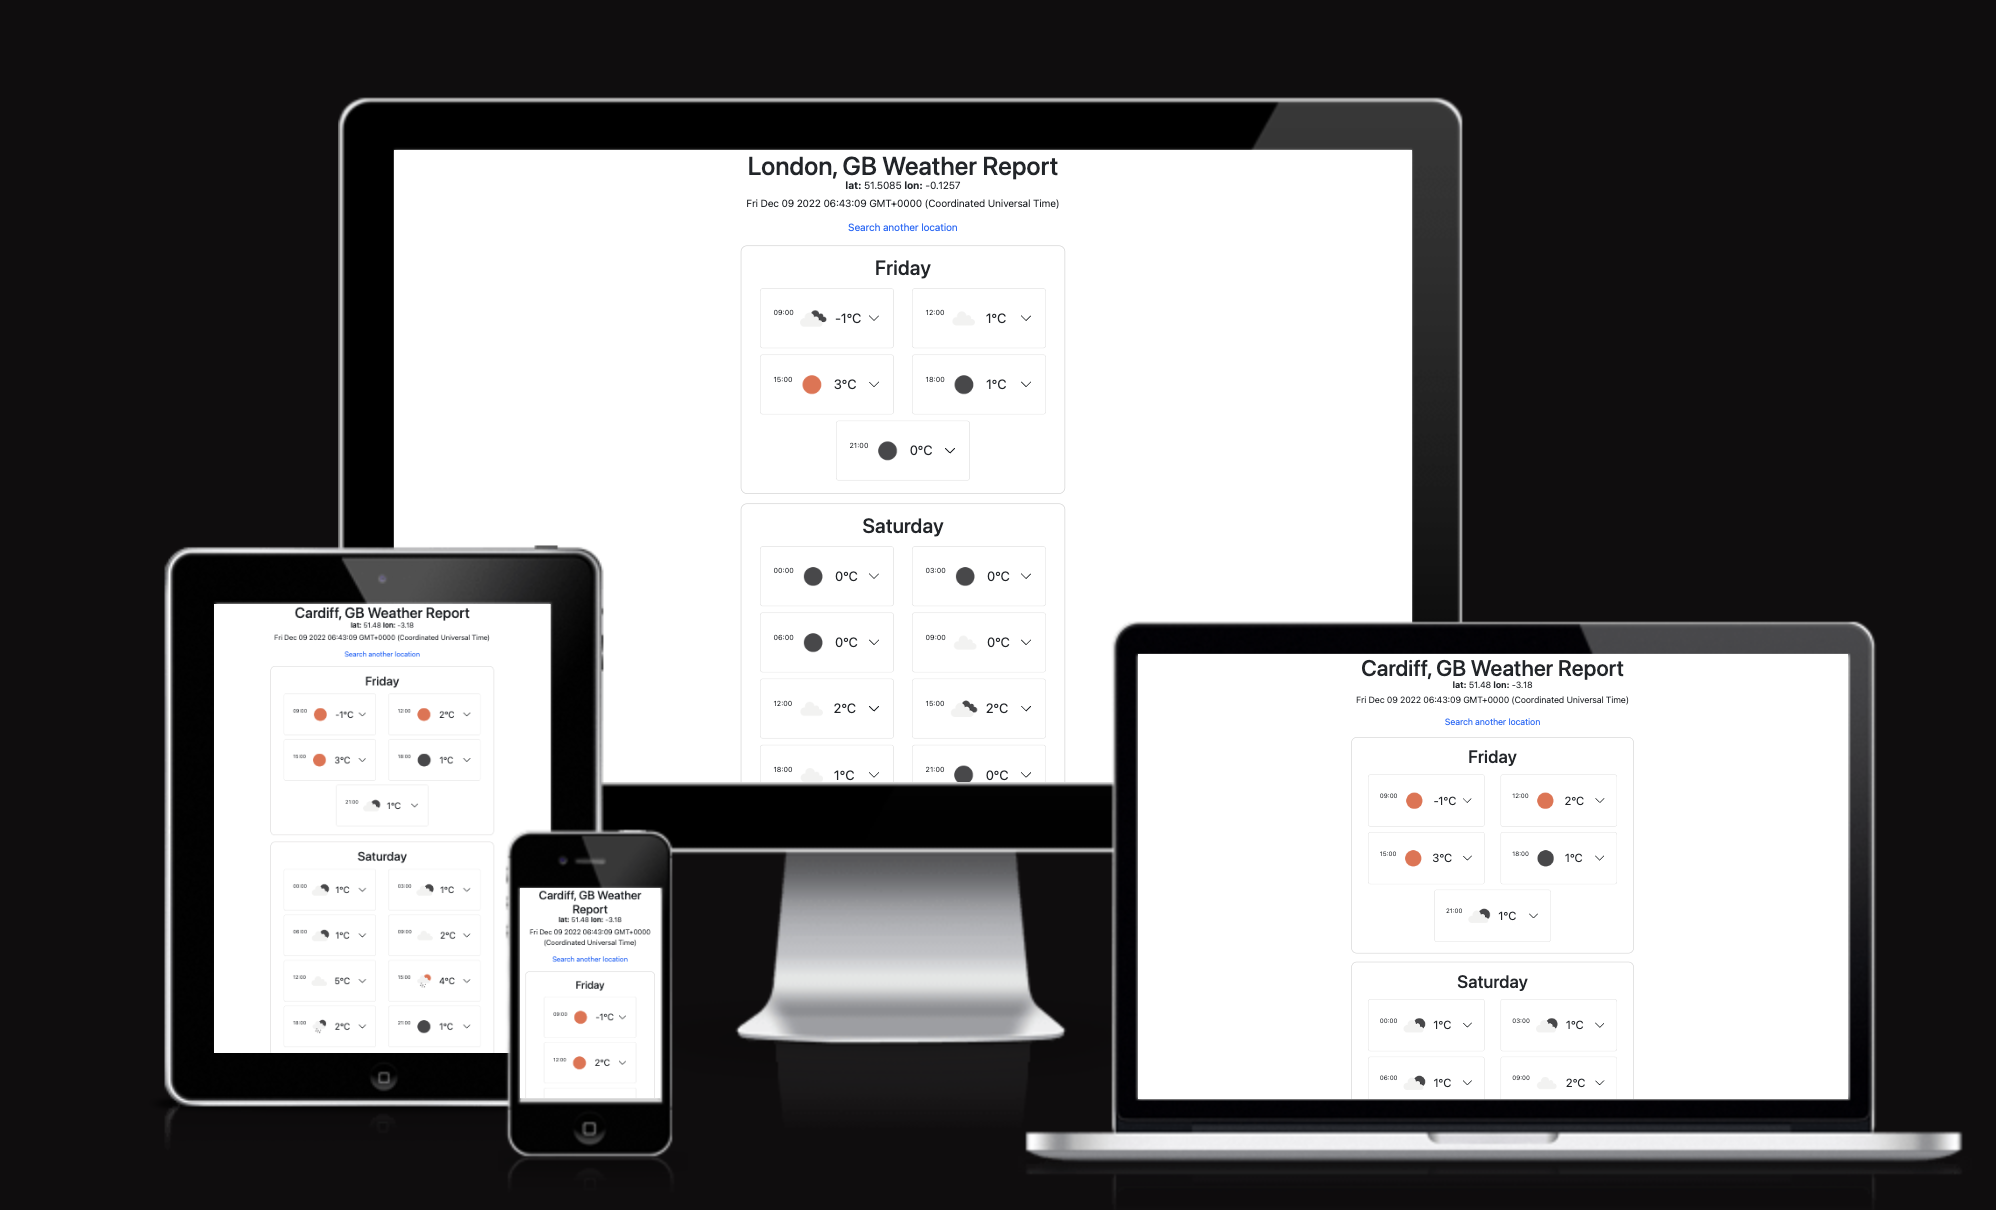 London, GB Weather Report
lat: 51.5085 lon: -0.1257
Fri Dec 09 2022 06:43:09 GMT+0000 (Coordinated Universal Time)
Search another location
Friday
09:00 -1°C 12:00 1°C
15:00 3°C 18:00 1°C
21:00 0°C
Saturday
00:00 0°C 03:00 0°C
06:00 0°C 09:00 0°C
12:00 2°C 15:00 2°C
18:00 1°C 21:00 0°C
Cardiff, GB Weather Report
lat: 51.48 lon: -3.18
Fri Dec 09 2022 06:43:09 GMT+0000 (Coordinated Universal Time)
Search another location
Friday
09:00 -1°C 12:00 2°C
15:00 3°C 18:00 1°C
21:00 1°C
Saturday
00:00 1°C 03:00 1°C
06:00 1°C 09:00 2°C
12:00 5°C 15:00 4°C
18:00 2°C 21:00 1°C
Cardiff, GB Weather
Report
lat: 51.48 lon: -3.18
Fri Dec 09 2022 06:43:09 GMT+0000
(Coordinated Universal Time)
Search another location
Friday
09:00 -1°C
12:00 2°C
Cardiff, GB Weather Report
lat: 51.48 lon: -3.18
Fri Dec 09 2022 06:43:09 GMT+0000 (Coordinated Universal Time)
Search another location
Friday
09:00 -1°C 12:00 2°C
15:00 3°C 18:00 1°C
21:00 1°C
Saturday
00:00 1°C 03:00 1°C
06:00 1°C 09:00 2°C